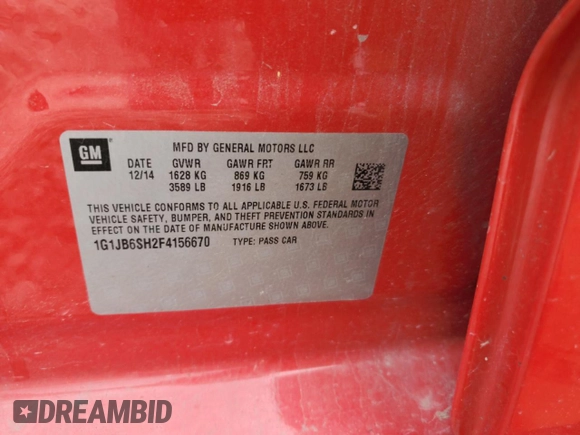 GM
MFD BY GENERAL MOTORS LLC
DATE GVWR GAWR FRT GAWR RR
12/14 1628 KG 869 KG 759 KG
3589 LB 1916 LB 1673 LB
THIS VEHICLE CONFORMS TO ALL APPLICABLE U.S. FEDERAL MOTOR
VEHICLE SAFETY, BUMPER, AND THEFT PREVENTION STANDARDS IN
EFFECT ON THE DATE OF MANUFACTURE SHOWN ABOVE.
1G1JB6SH2F4156670 TYPE: PASS CAR
DREAMBID